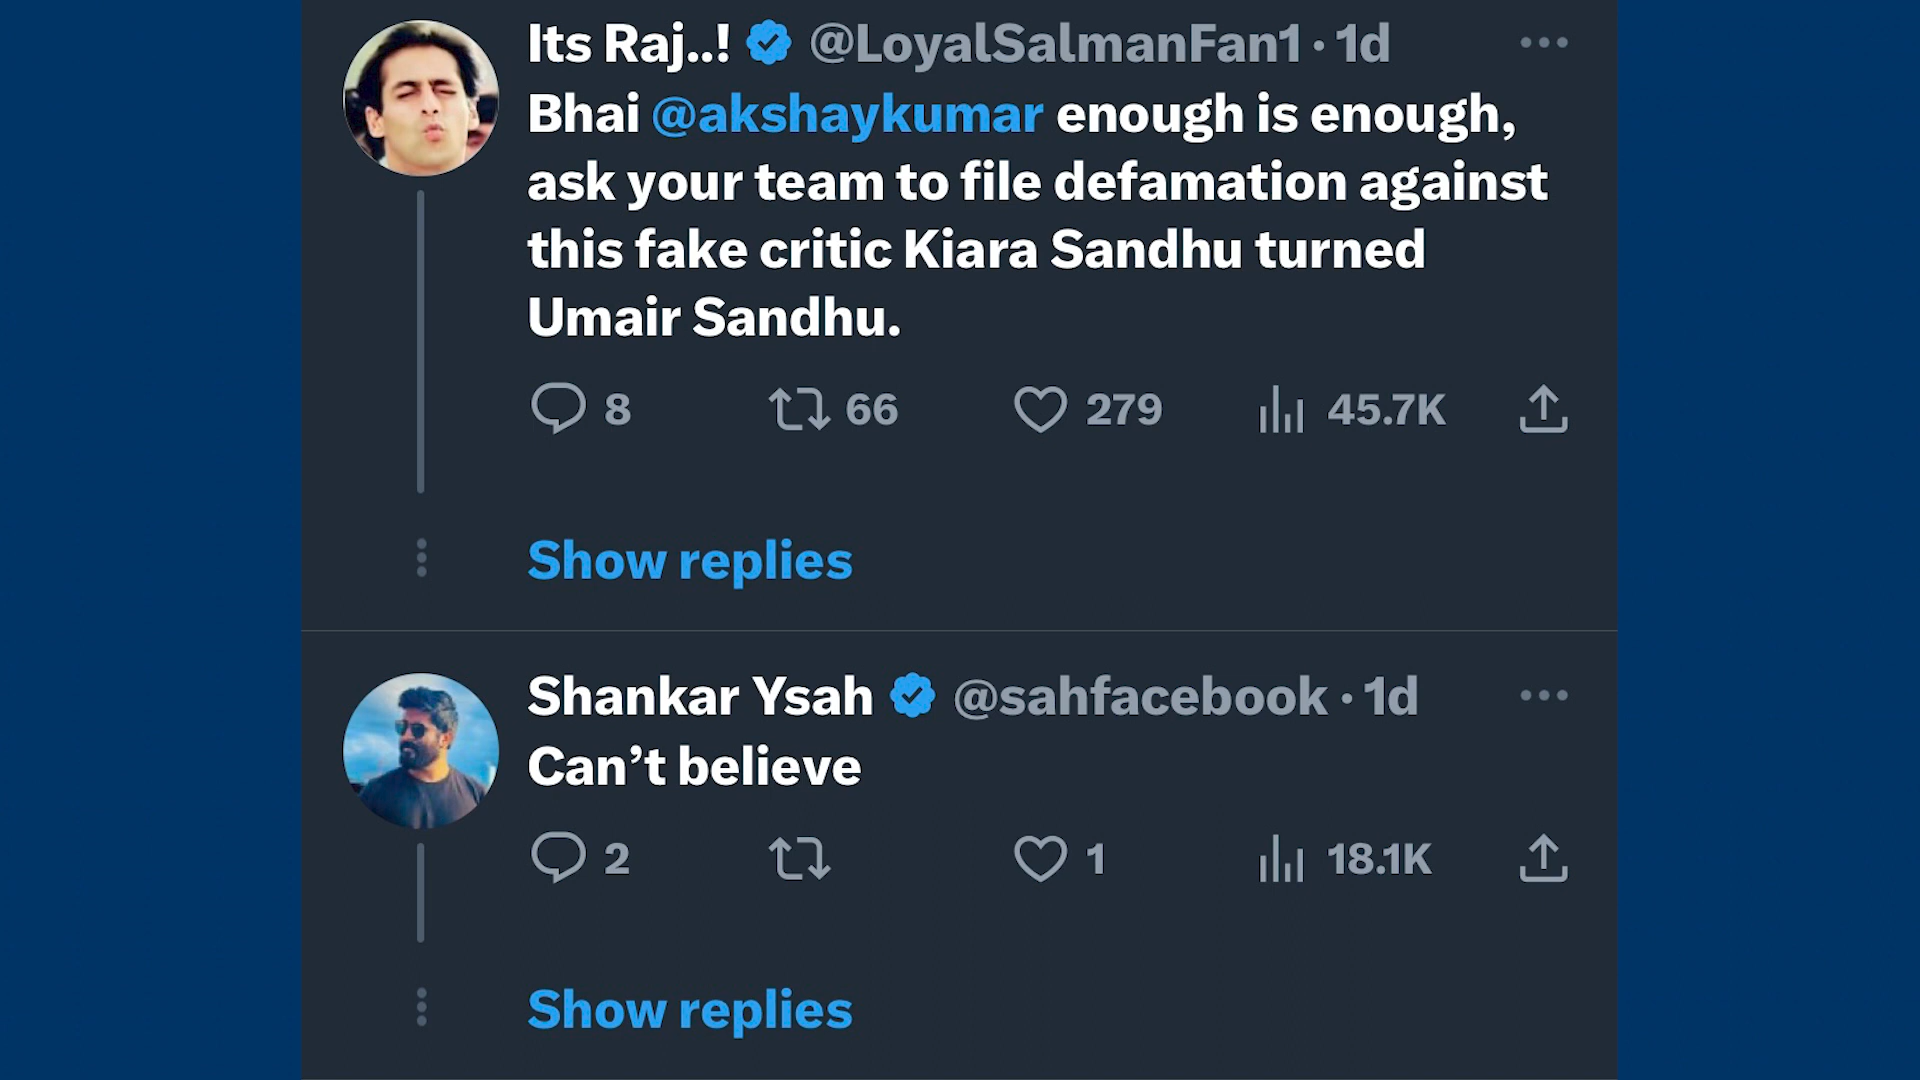 Its Raj..! @LoyalSalmanFan1 · 1d
Bhai @akshaykumar enough is enough,
ask your team to file defamation against
this fake critic Kiara Sandhu turned
Umair Sandhu.
8 66 279 45.7K
Show replies
Shankar Ysah @sahfacebook · 1d
Can’t believe
2 1 18.1K
Show replies